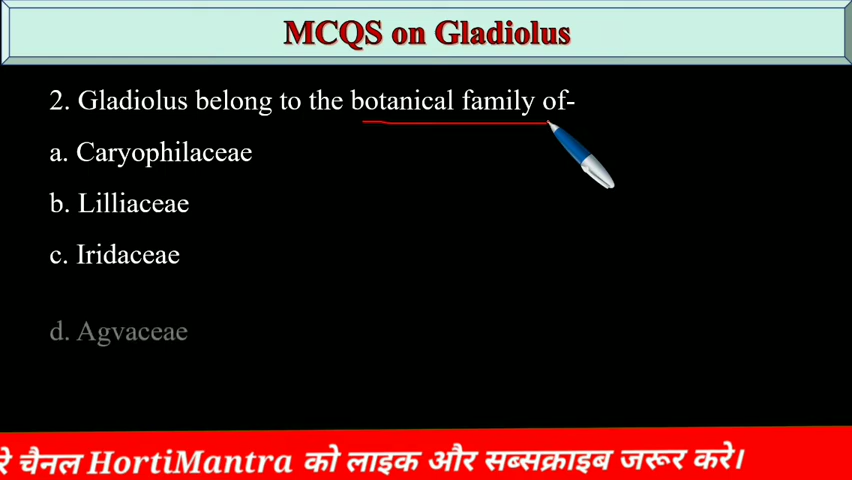 MCQS on Gladiolus
2. Gladiolus belong to the botanical family of-
a. Caryophilaceae
b. Lilliaceae
c. Iridaceae
d. Agvaceae
रे चैनल HortiMantra को लाइक और सब्सक्राइब जरूर करे।